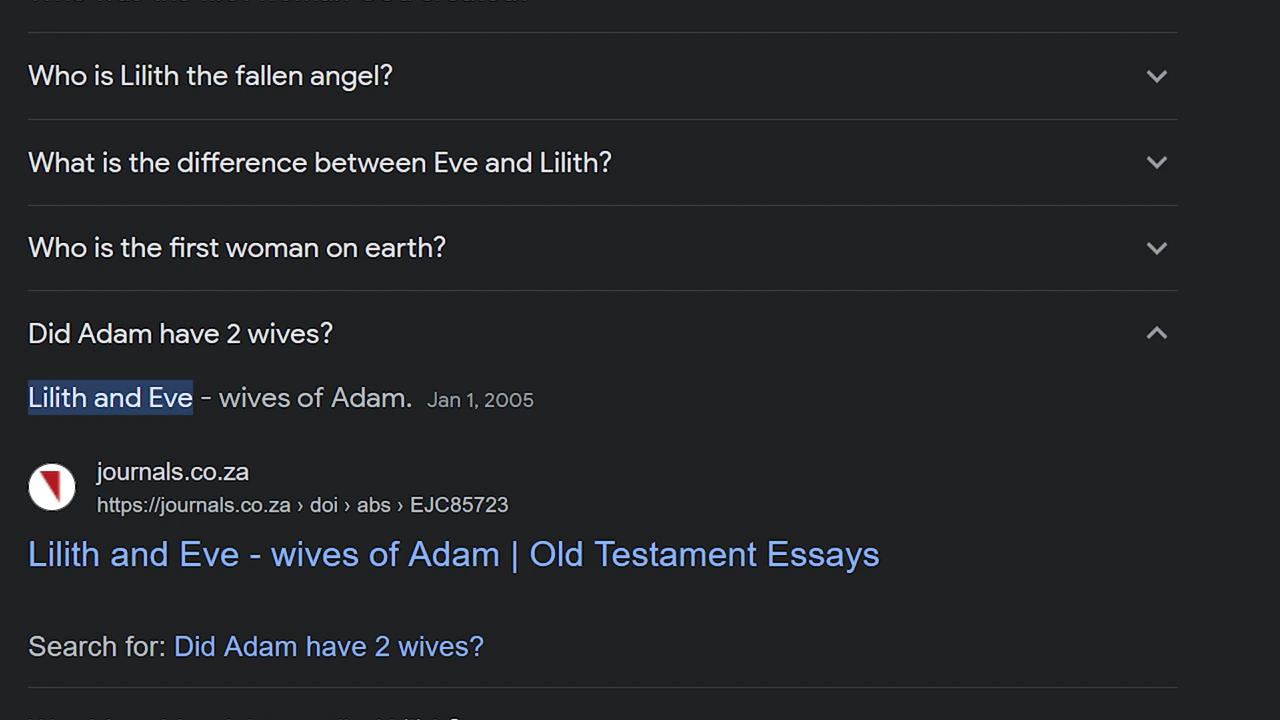 Who is Lilith the fallen angel?
What is the difference between Eve and Lilith?
Who is the first woman on earth?
Did Adam have 2 wives?
Lilith and Eve - wives of Adam. Jan 1, 2005
journals.co.za
https://journals.co.za › doi › abs › EJC85723
Lilith and Eve - wives of Adam | Old Testament Essays
Search for: Did Adam have 2 wives?